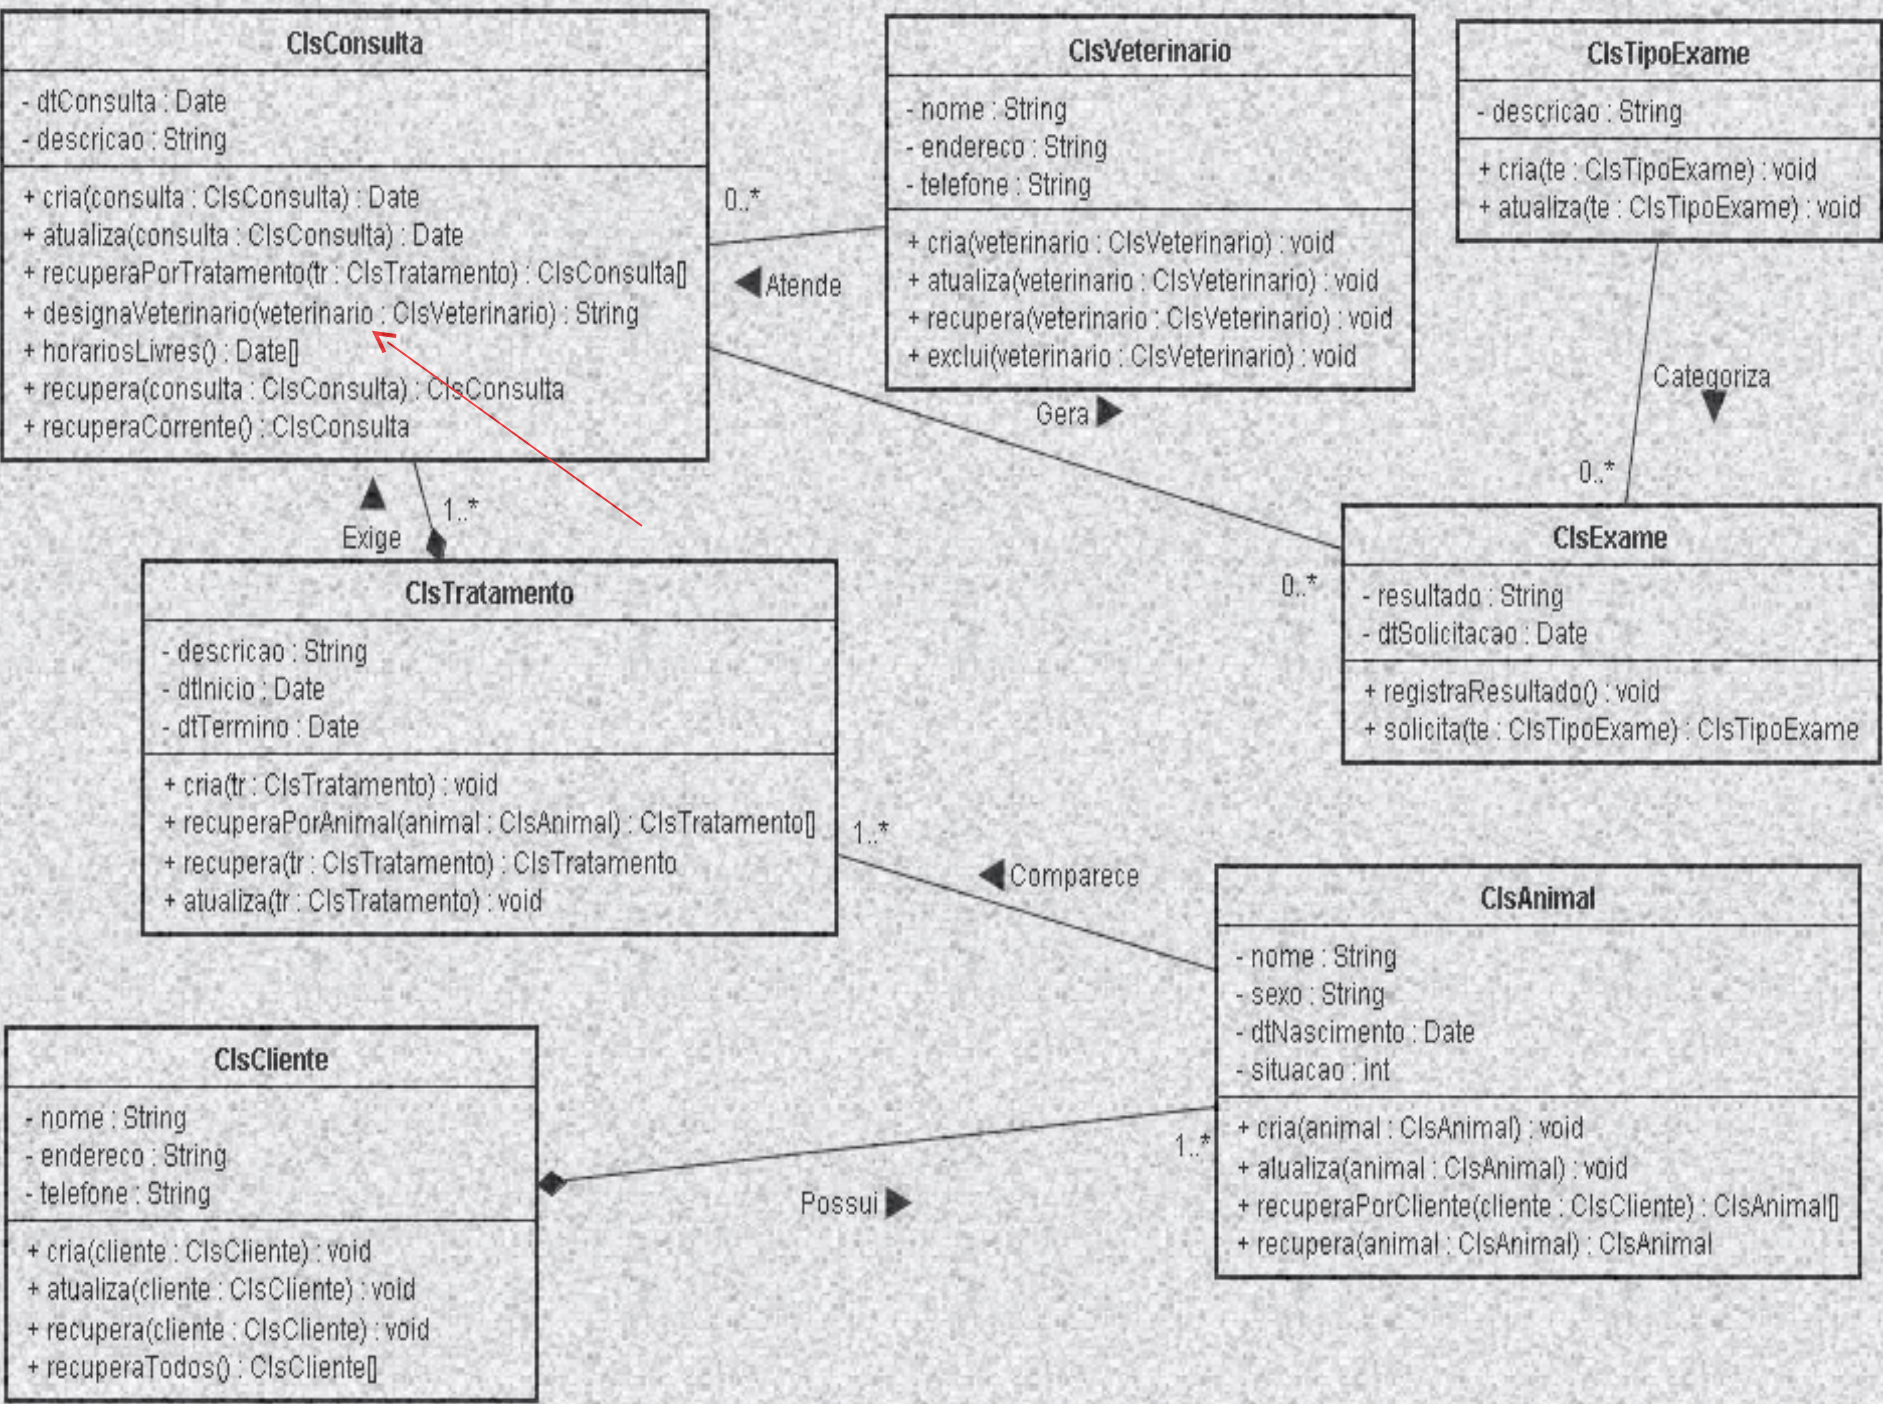 ClsConsulta
- dtConsulta : Date
- descricao : String
+ cria(consulta : ClsConsulta) : Date
+ atualiza(consulta : ClsConsulta) : Date
+ recuperaPorTratamento(tr : ClsTratamento) : ClsConsulta[]
+ designaVeterinario(veterinario : ClsVeterinario) : String
+ horariosLivres() : Date[]
+ recupera(consulta : ClsConsulta) : ClsConsulta
+ recuperaCorrente() : ClsConsulta
0..*
Atende
ClsVeterinario
- nome : String
- endereco : String
- telefone : String
+ cria(veterinario : ClsVeterinario) : void
+ atualiza(veterinario : ClsVeterinario) : void
+ recupera(veterinario : ClsVeterinario) : void
+ exclui(veterinario : ClsVeterinario) : void
Gera
ClsTipoExame
- descricao : String
+ cria(te : ClsTipoExame) : void
+ atualiza(te : ClsTipoExame) : void
Categoriza
0..*
0..*
ClsExame
- resultado : String
- dtSolicitacao : Date
+ registraResultado() : void
+ solicita(te : ClsTipoExame) : ClsTipoExame
1..*
Exige
ClsTratamento
- descricao : String
- dtInicio : Date
- dtTermino : Date
+ cria(tr : ClsTratamento) : void
+ recuperaPorAnimal(animal : ClsAnimal) : ClsTratamento[]
+ recupera(tr : ClsTratamento) : ClsTratamento
+ atualiza(tr : ClsTratamento) : void
1..*
Comparece
ClsAnimal
- nome : String
- sexo : String
- dtNascimento : Date
- situacao : int
+ cria(animal : ClsAnimal) : void
+ atualiza(animal : ClsAnimal) : void
+ recuperaPorCliente(cliente : ClsCliente) : ClsAnimal[]
+ recupera(animal : ClsAnimal) : ClsAnimal
1..*
Possui
ClsCliente
- nome : String
- endereco : String
- telefone : String
+ cria(cliente : ClsCliente) : void
+ atualiza(cliente : ClsCliente) : void
+ recupera(cliente : ClsCliente) : void
+ recuperaTodos() : ClsCliente[]